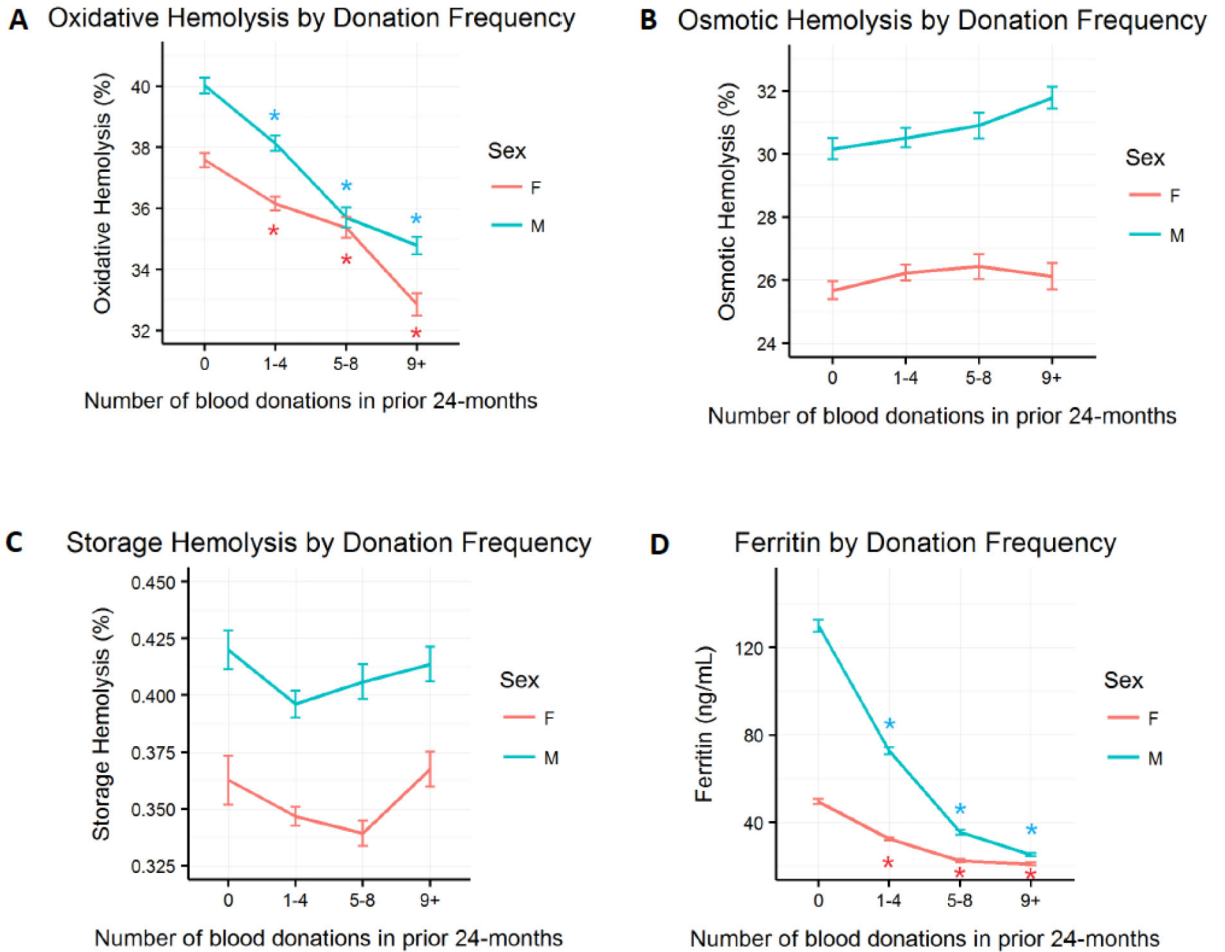 A Oxidative Hemolysis by Donation Frequency
Oxidative Hemolysis (%)
40
38
36
34
32
0 1-4 5-8 9+
Number of blood donations in prior 24-months
Sex
F
M
*
*
*
*
*
*
B Osmotic Hemolysis by Donation Frequency
Osmotic Hemolysis (%)
32
30
28
26
24
0 1-4 5-8 9+
Number of blood donations in prior 24-months
Sex
F
M
C Storage Hemolysis by Donation Frequency
Storage Hemolysis (%)
0.450
0.425
0.400
0.375
0.350
0.325
0 1-4 5-8 9+
Number of blood donations in prior 24-months
Sex
F
M
D Ferritin by Donation Frequency
Ferritin (ng/mL)
120
80
40
0 1-4 5-8 9+
Number of blood donations in prior 24-months
Sex
F
M
*
*
*
*
*
*